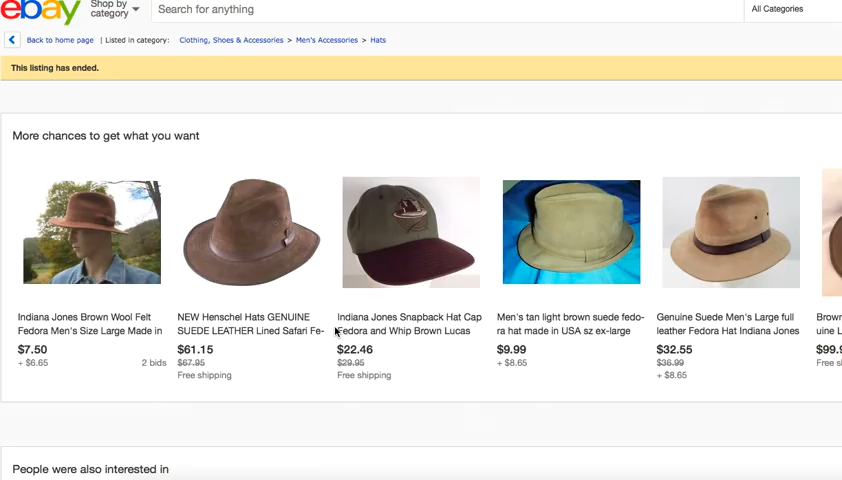 ebay
Shop by
category
Search for anything
All Categories
Back to home page | Listed in category: Clothing, Shoes & Accessories > Men's Accessories > Hats
This listing has ended.
More chances to get what you want
Indiana Jones Brown Wool Felt
Fedora Men's Size Large Made in
$7.50
+ $6.65
2 bids
NEW Henschel Hats GENUINE
SUEDE LEATHER Lined Safari Fe-
$61.15
$67.95
Free shipping
Indiana Jones Snapback Hat Cap
Fedora and Whip Brown Lucas
$22.46
$29.95
Free shipping
Men's tan light brown suede fedo-
ra hat made in USA sz ex-large
$9.99
+ $8.65
Genuine Suede Men's Large full
leather Fedora Hat Indiana Jones
$32.55
$36.99
+ $8.65
Brown
uine L
$99.9
Free s
People were also interested in